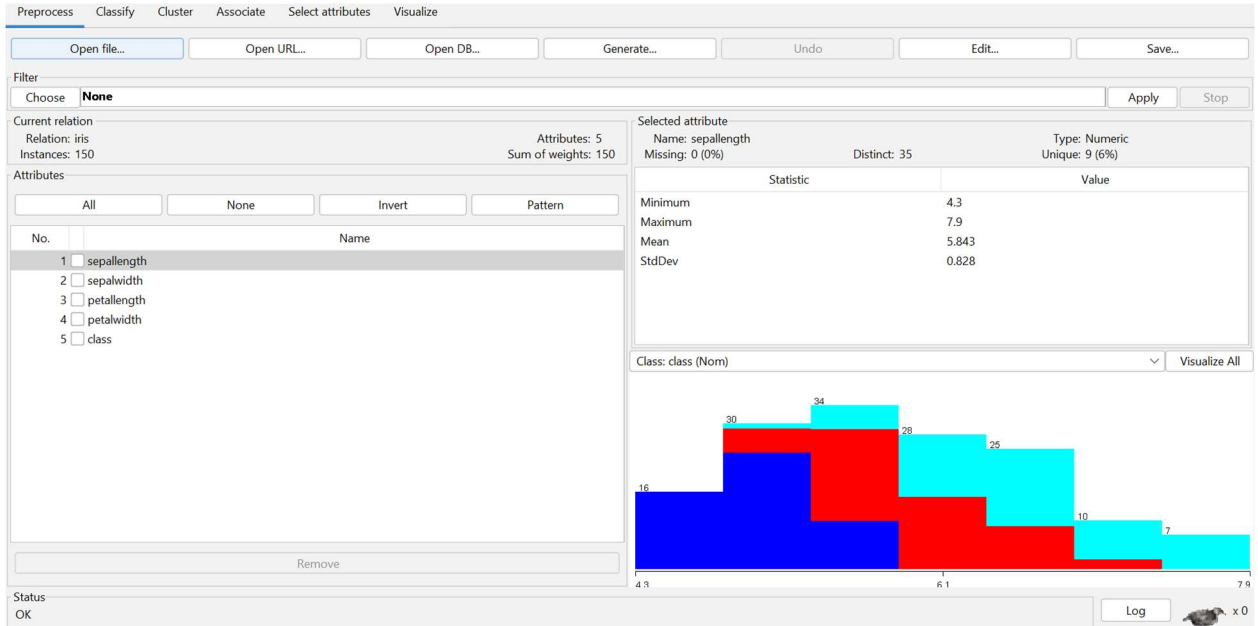 Preprocess Classify Cluster Associate Select attributes Visualize
Open file... Open URL... Open DB... Generate... Undo Edit... Save...
Filter
Choose None Apply Stop
Current relation
Relation: iris Attributes: 5
Instances: 150 Sum of weights: 150
Attributes
All None Invert Pattern
No. Name
1 sepallength
2 sepalwidth
3 petallength
4 petalwidth
5 class
Remove
Selected attribute
Name: sepallength Type: Numeric
Missing: 0 (0%) Distinct: 35 Unique: 9 (6%)
Statistic Value
Minimum 4.3
Maximum 7.9
Mean 5.843
StdDev 0.828
Class: class (Nom) Visualize All
16 30 34 28 25 10 7
4.3 6.1 7.9
Status
OK Log x 0